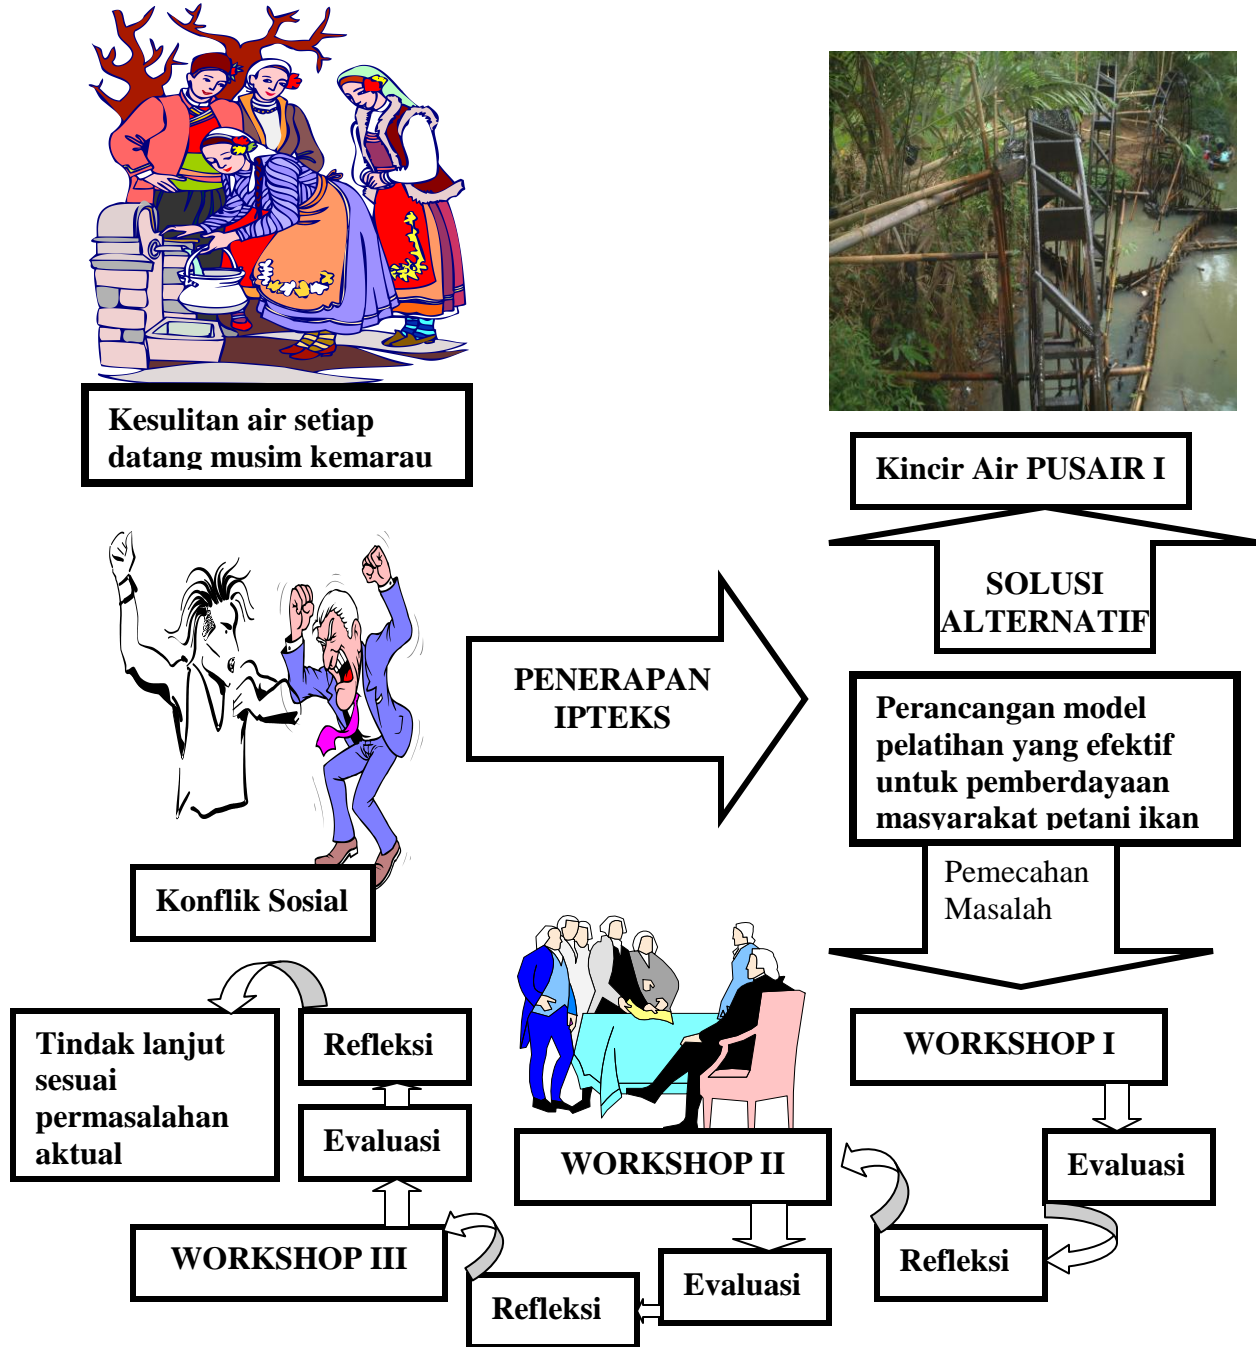 Kesulitan air setiap
datang musim kemarau
Kincir Air PUSAIR I
SOLUSI
ALTERNATIF
PENERAPAN
IPTEKS
Perancangan model
pelatihan yang efektif
untuk pemberdayaan
masyarakat petani ikan
Konflik Sosial
Pemecahan
Masalah
Tindak lanjut
sesuai
permasalahan
aktual
Refleksi
Evaluasi
WORKSHOP I
WORKSHOP II
Evaluasi
WORKSHOP III
Refleksi
Evaluasi
Refleksi